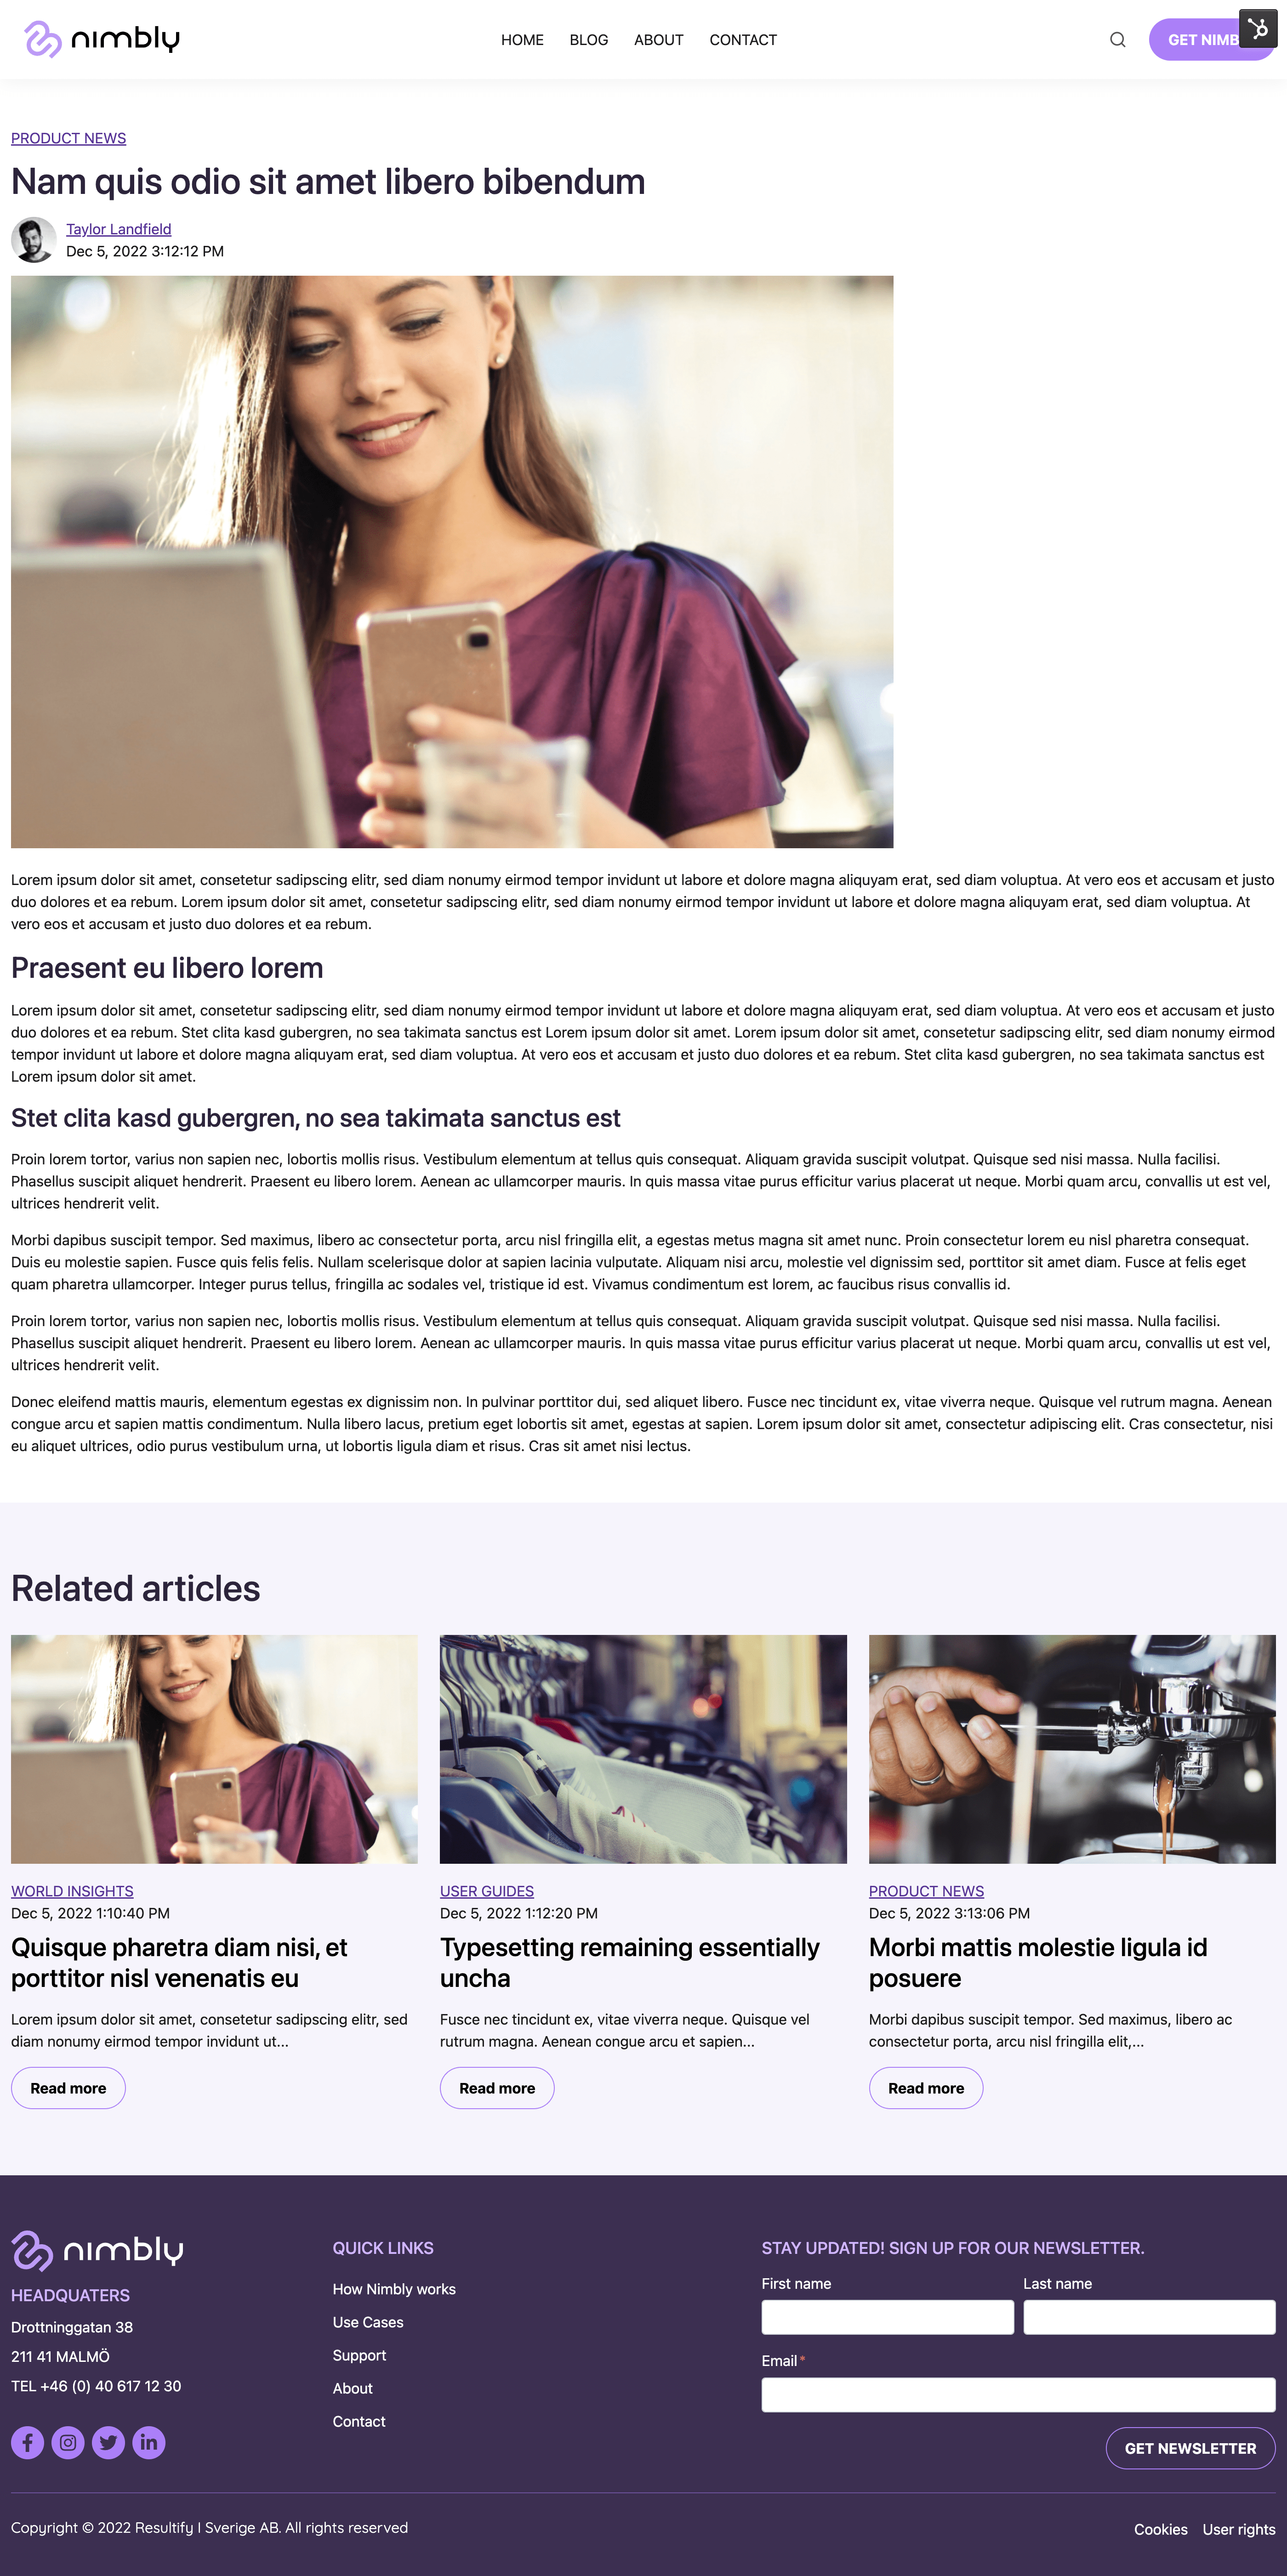 nimbly
HOME BLOG ABOUT CONTACT
GET NIMB
PRODUCT NEWS
Nam quis odio sit amet libero bibendum
Taylor Landfield
Dec 5, 2022 3:12:12 PM
Lorem ipsum dolor sit amet, consetetur sadipscing elitr, sed diam nonumy eirmod tempor invidunt ut labore et dolore magna aliquyam erat, sed diam voluptua. At vero eos et accusam et justo
duo dolores et ea rebum. Lorem ipsum dolor sit amet, consetetur sadipscing elitr, sed diam nonumy eirmod tempor invidunt ut labore et dolore magna aliquyam erat, sed diam voluptua. At
vero eos et accusam et justo duo dolores et ea rebum.
Praesent eu libero lorem
Lorem ipsum dolor sit amet, consetetur sadipscing elitr, sed diam nonumy eirmod tempor invidunt ut labore et dolore magna aliquyam erat, sed diam voluptua. At vero eos et accusam et justo
duo dolores et ea rebum. Stet clita kasd gubergren, no sea takimata sanctus est Lorem ipsum dolor sit amet. Lorem ipsum dolor sit amet, consetetur sadipscing elitr, sed diam nonumy eirmod
tempor invidunt ut labore et dolore magna aliquyam erat, sed diam voluptua. At vero eos et accusam et justo duo dolores et ea rebum. Stet clita kasd gubergren, no sea takimata sanctus est
Lorem ipsum dolor sit amet.
Stet clita kasd gubergren, no sea takimata sanctus est
Proin lorem tortor, varius non sapien nec, lobortis mollis risus. Vestibulum elementum at tellus quis consequat. Aliquam gravida suscipit volutpat. Quisque sed nisi massa. Nulla facilisi.
Phasellus suscipit aliquet hendrerit. Praesent eu libero lorem. Aenean ac ullamcorper mauris. In quis massa vitae purus efficitur varius placerat ut neque. Morbi quam arcu, convallis ut est vel,
ultrices hendrerit velit.
Morbi dapibus suscipit tempor. Sed maximus, libero ac consectetur porta, arcu nisl fringilla elit, a egestas metus magna sit amet nunc. Proin consectetur lorem eu nisl pharetra consequat.
Duis eu molestie sapien. Fusce quis felis felis. Nullam scelerisque dolor at sapien lacinia vulputate. Aliquam nisi arcu, molestie vel dignissim sed, porttitor sit amet diam. Fusce at felis eget
quam pharetra ullamcorper. Integer purus tellus, fringilla ac sodales vel, tristique id est. Vivamus condimentum est lorem, ac faucibus risus convallis id.
Proin lorem tortor, varius non sapien nec, lobortis mollis risus. Vestibulum elementum at tellus quis consequat. Aliquam gravida suscipit volutpat. Quisque sed nisi massa. Nulla facilisi.
Phasellus suscipit aliquet hendrerit. Praesent eu libero lorem. Aenean ac ullamcorper mauris. In quis massa vitae purus efficitur varius placerat ut neque. Morbi quam arcu, convallis ut est vel,
ultrices hendrerit velit.
Donec eleifend mattis mauris, elementum egestas ex dignissim non. In pulvinar porttitor dui, sed aliquet libero. Fusce nec tincidunt ex, vitae viverra neque. Quisque vel rutrum magna. Aenean
congue arcu et sapien mattis condimentum. Nulla libero lacus, pretium eget lobortis sit amet, egestas at sapien. Lorem ipsum dolor sit amet, consectetur adipiscing elit. Cras consectetur, nisi
eu aliquet ultrices, odio purus vestibulum urna, ut lobortis ligula diam et risus. Cras sit amet nisi lectus.
Related articles
WORLD INSIGHTS
Dec 5, 2022 1:10:40 PM
Quisque pharetra diam nisi, et
porttitor nisl venenatis eu
Lorem ipsum dolor sit amet, consetetur sadipscing elitr, sed
diam nonumy eirmod tempor invidunt ut...
Read more
USER GUIDES
Dec 5, 2022 1:12:20 PM
Typesetting remaining essentially
uncha
Fusce nec tincidunt ex, vitae viverra neque. Quisque vel
rutrum magna. Aenean congue arcu et sapien...
Read more
PRODUCT NEWS
Dec 5, 2022 3:13:06 PM
Morbi mattis molestie ligula id
posuere
Morbi dapibus suscipit tempor. Sed maximus, libero ac
consectetur porta, arcu nisl fringilla elit,...
Read more
nimbly
HEADQUATERS
Drottninggatan 38
211 41 MALMÖ
TEL +46 (0) 40 617 12 30
QUICK LINKS
How Nimbly works
Use Cases
Support
About
Contact
STAY UPDATED! SIGN UP FOR OUR NEWSLETTER.
First name Last name
Email*
GET NEWSLETTER
Copyright © 2022 Resultify I Sverige AB. All rights reserved
Cookies User rights